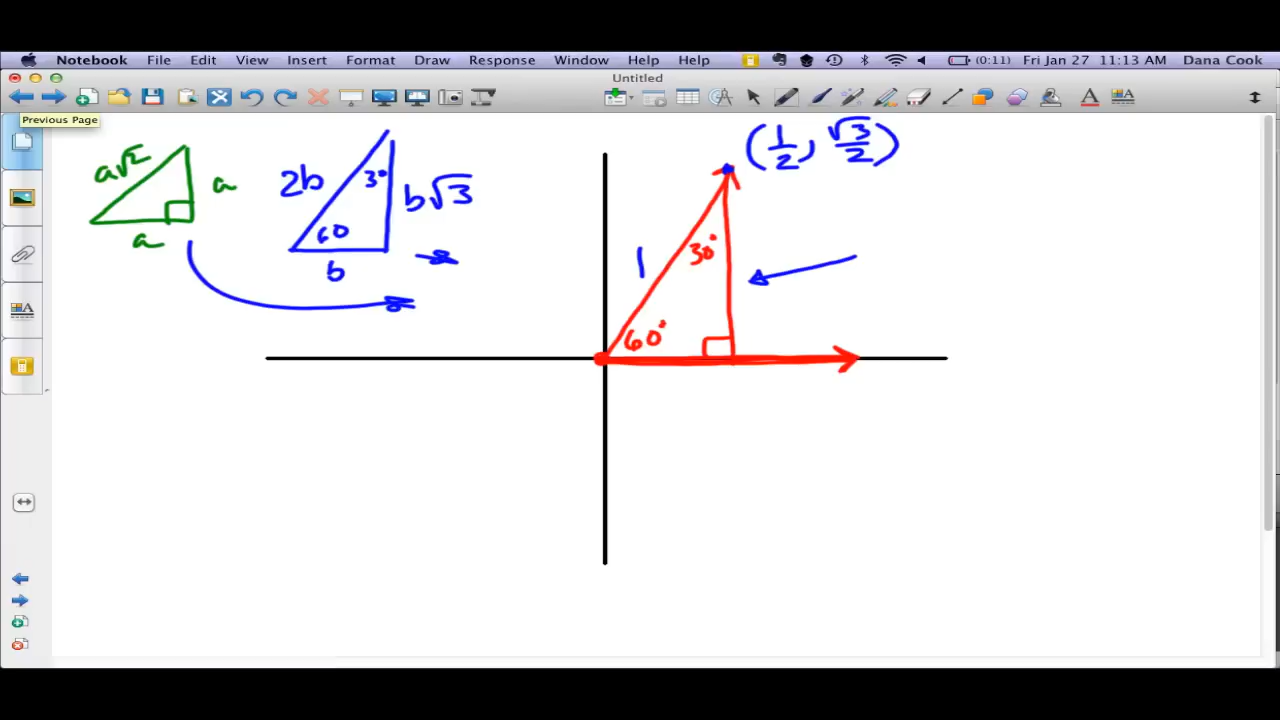 Notebook File Edit View Insert Format Draw Response Window Help Help (0:11) Fri Jan 27 11:13 AM Dana Cook
Untitled
Previous Page
a√2
a
a
2b
3°
b√3
60
b
(1/2, √3/2)
1
30°
60°